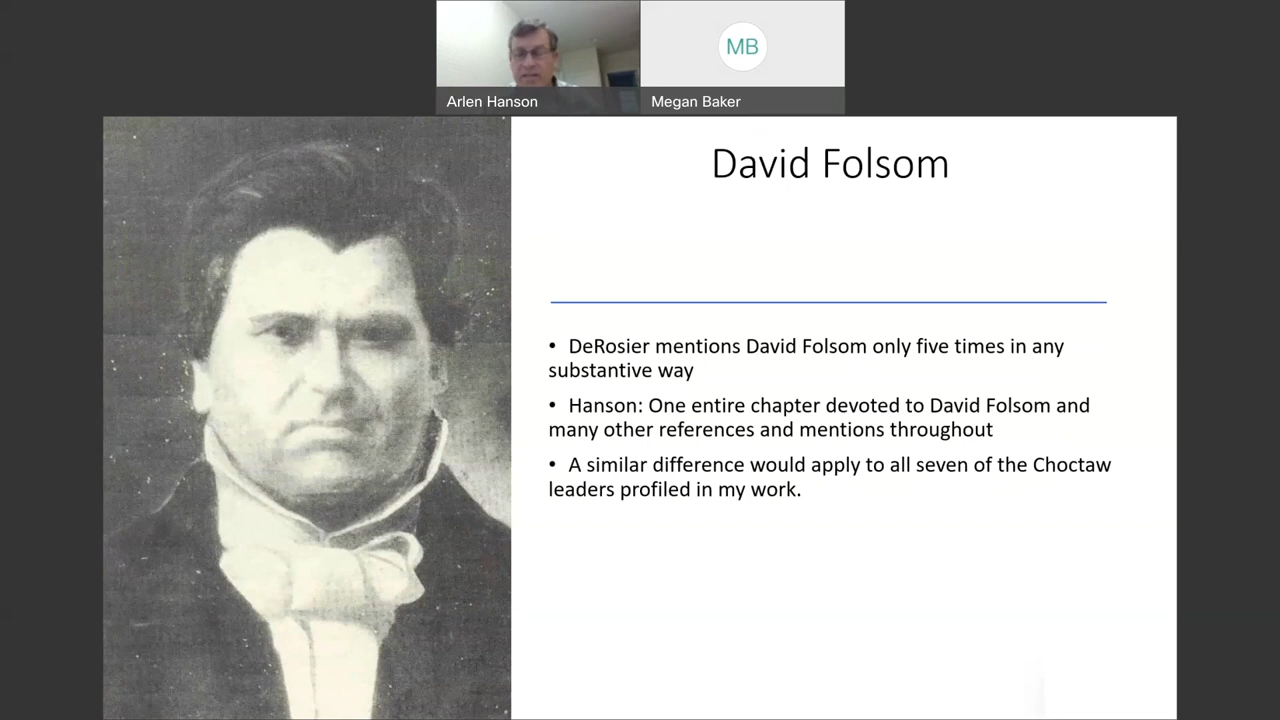 MB
Arlen Hanson
Megan Baker
David Folsom
• DeRosier mentions David Folsom only five times in any
substantive way
• Hanson: One entire chapter devoted to David Folsom and
many other references and mentions throughout
• A similar difference would apply to all seven of the Choctaw
leaders profiled in my work.